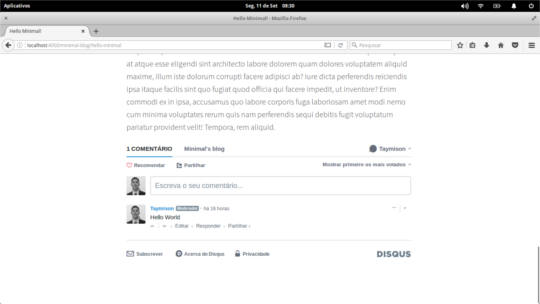 Aplicativos
Seg, 11 de Set 08:30
Hello Minimal! - Mozilla Firefox
Hello Minimal!
localhost:4000/minimal-blog/hello-minimal
Pesquisar
at atque esse eligendi sint architecto labore dolorem quam dolores voluptatem aliquid
maxime, illum iste dolorum corrupti facere adipisci ab? Iure dicta perferendis reiciendis
ipsa itaque facilis sint quo fugiat quod officia qui facere impedit, ut inventore? Enim
commodi ex in ipsa, accusamus quo labore corporis fuga laboriosam amet modi nemo
cum minima voluptates rerum quis nam perferendis sequi debitis fugit voluptatum
pariatur provident velit! Tempora, rem aliquid.
1 COMENTÁRIO Minimal's blog Taymison
Recomendar Partilhar Mostrar primeiro os mais votados
Escreva o seu comentário...
Taymison Moderador • há 16 horas
Hello World
Editar • Responder • Partilhar ›
Subscrever Acerca do Disqus Privacidade DISQUS